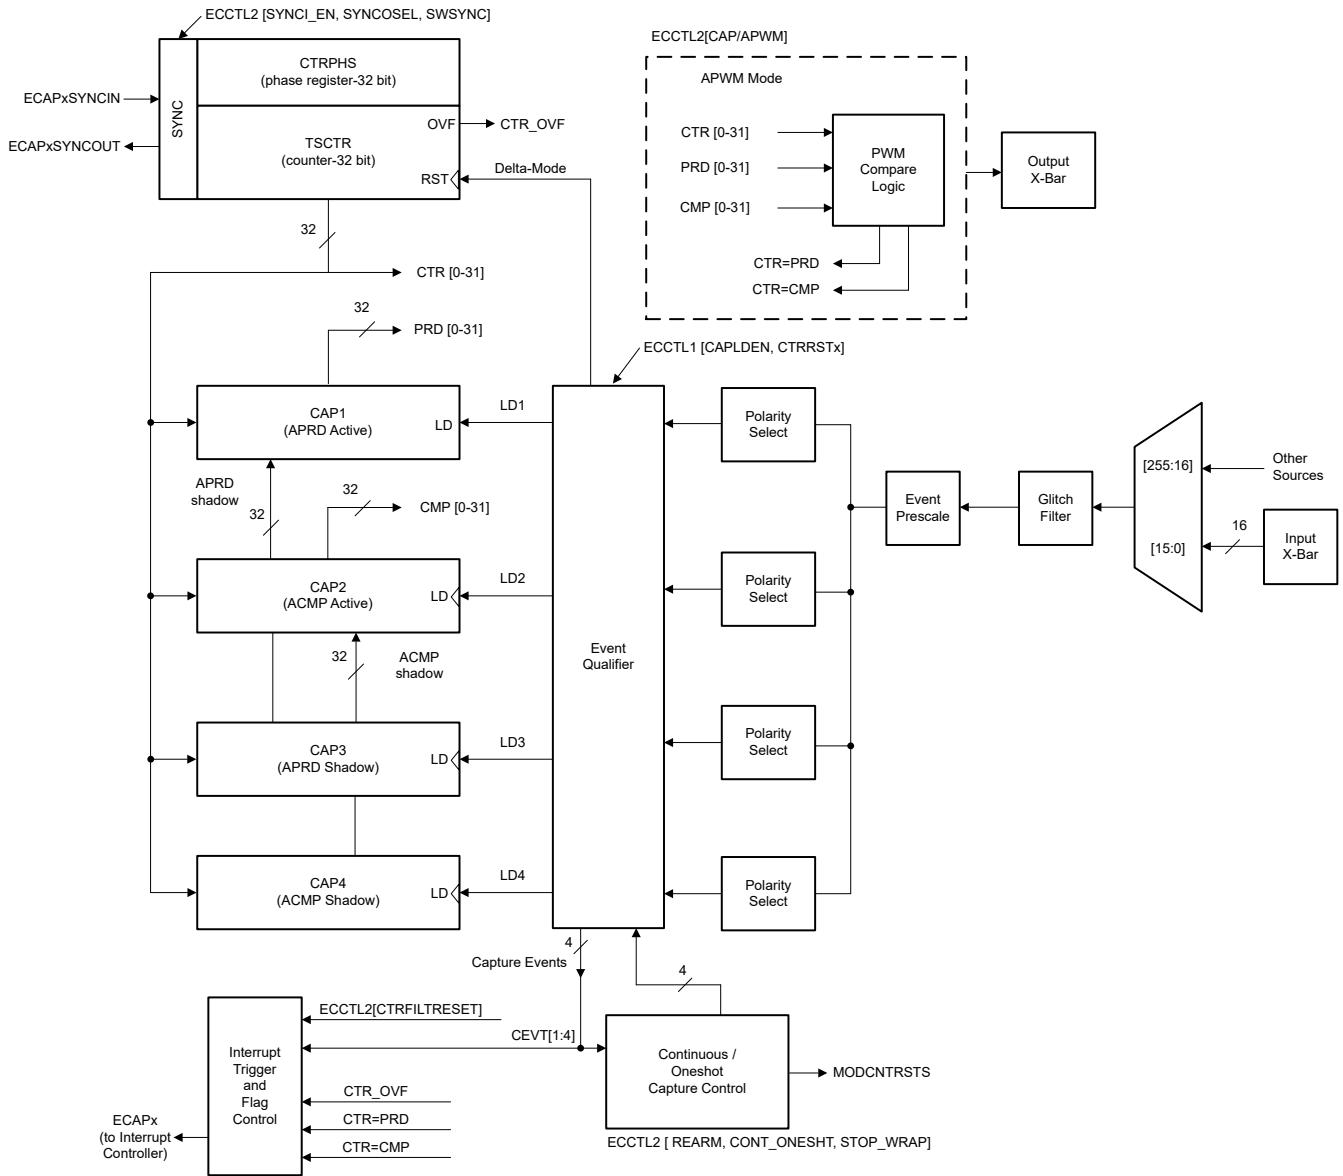 ECCTL2 [SYNCI_EN, SYNCOSEL, SWSYNC]
SYNC
CTRPHS
(phase register-32 bit)
ECAPxSYNCIN
ECAPxSYNCOUT
TSCTR
(counter-32 bit)
OVF
CTR_OVF
RST
Delta-Mode
32
CTR [0-31]
32
PRD [0-31]
ECCTL2[CAP/APWM]
APWM Mode
CTR [0-31]
PRD [0-31]
CMP [0-31]
PWM
Compare
Logic
CTR=PRD
CTR=CMP
Output
X-Bar
ECCTL1 [CAPLDEN, CTRRSTx]
CAP1
(APRD Active)
LD
LD1
APRD
shadow
32
32
CMP [0-31]
CAP2
(ACMP Active)
LD
LD2
32
ACMP
shadow
CAP3
(APRD Shadow)
LD
LD3
CAP4
(ACMP Shadow)
LD
LD4
Event
Qualifier
Polarity
Select
Polarity
Select
Polarity
Select
Polarity
Select
Event
Prescale
Glitch
Filter
[255:16]
[15:0]
Other
Sources
16
Input
X-Bar
4
Capture Events
4
ECCTL2[CTRFILTRESET]
CEVT[1:4]
Interrupt
Trigger
and
Flag
Control
CTR_OVF
CTR=PRD
CTR=CMP
ECAPx
(to Interrupt
Controller)
Continuous /
Oneshot
Capture Control
MODCNTRSTS
ECCTL2 [ REARM, CONT_ONESHT, STOP_WRAP]